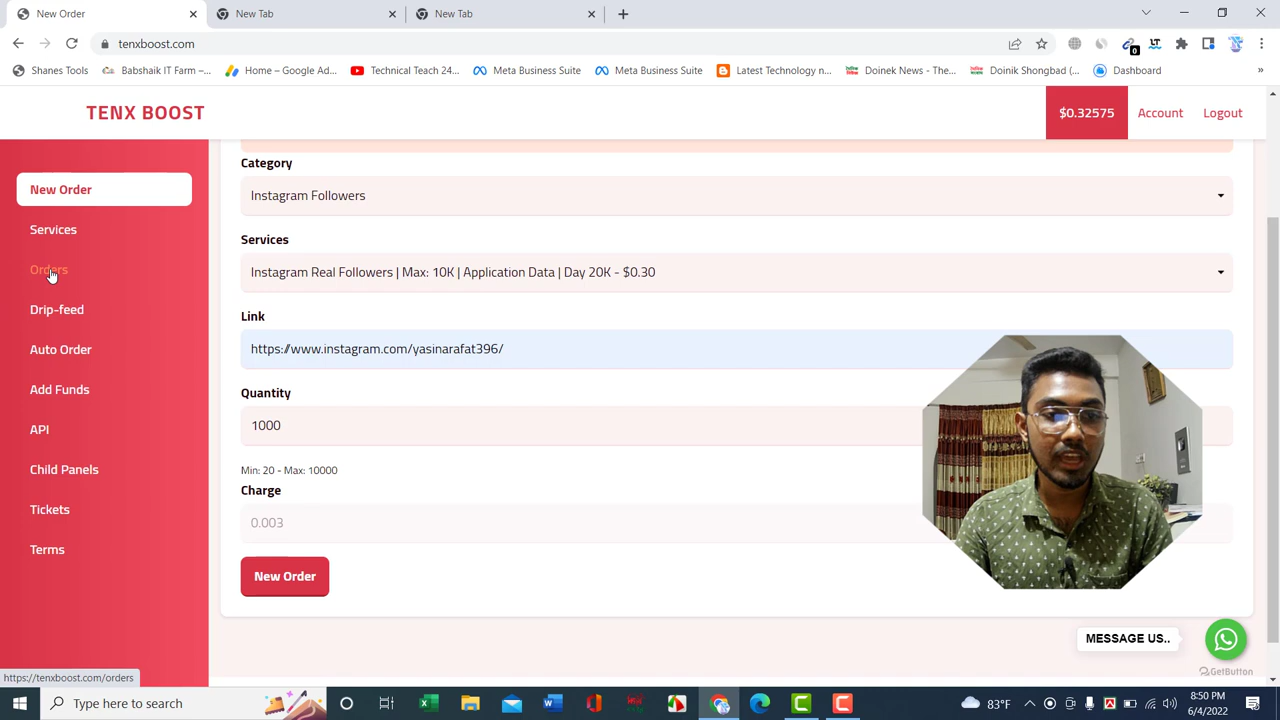 New Order
New Tab
New Tab
tenxboost.com
Shanes Tools
Babshaik IT Farm –...
Home – Google Ad...
Technical Teach 24...
Meta Business Suite
Meta Business Suite
Latest Technology n...
Doinek News - The...
Doinik Shongbad (...
Dashboard
»
TENX BOOST
$0.32575
Account
Logout
New Order
Services
Orders
Drip-feed
Auto Order
Add Funds
API
Child Panels
Tickets
Terms
Category
Instagram Followers
Services
Instagram Real Followers | Max: 10K | Application Data | Day 20K - $0.30
Link
https://www.instagram.com/yasinarafat396/
Quantity
1000
Min: 20 - Max: 10000
Charge
0.003
New Order
MESSAGE US..
GetButton
https://tenxboost.com/orders
Type here to search
83°F
8:50 PM
6/4/2022